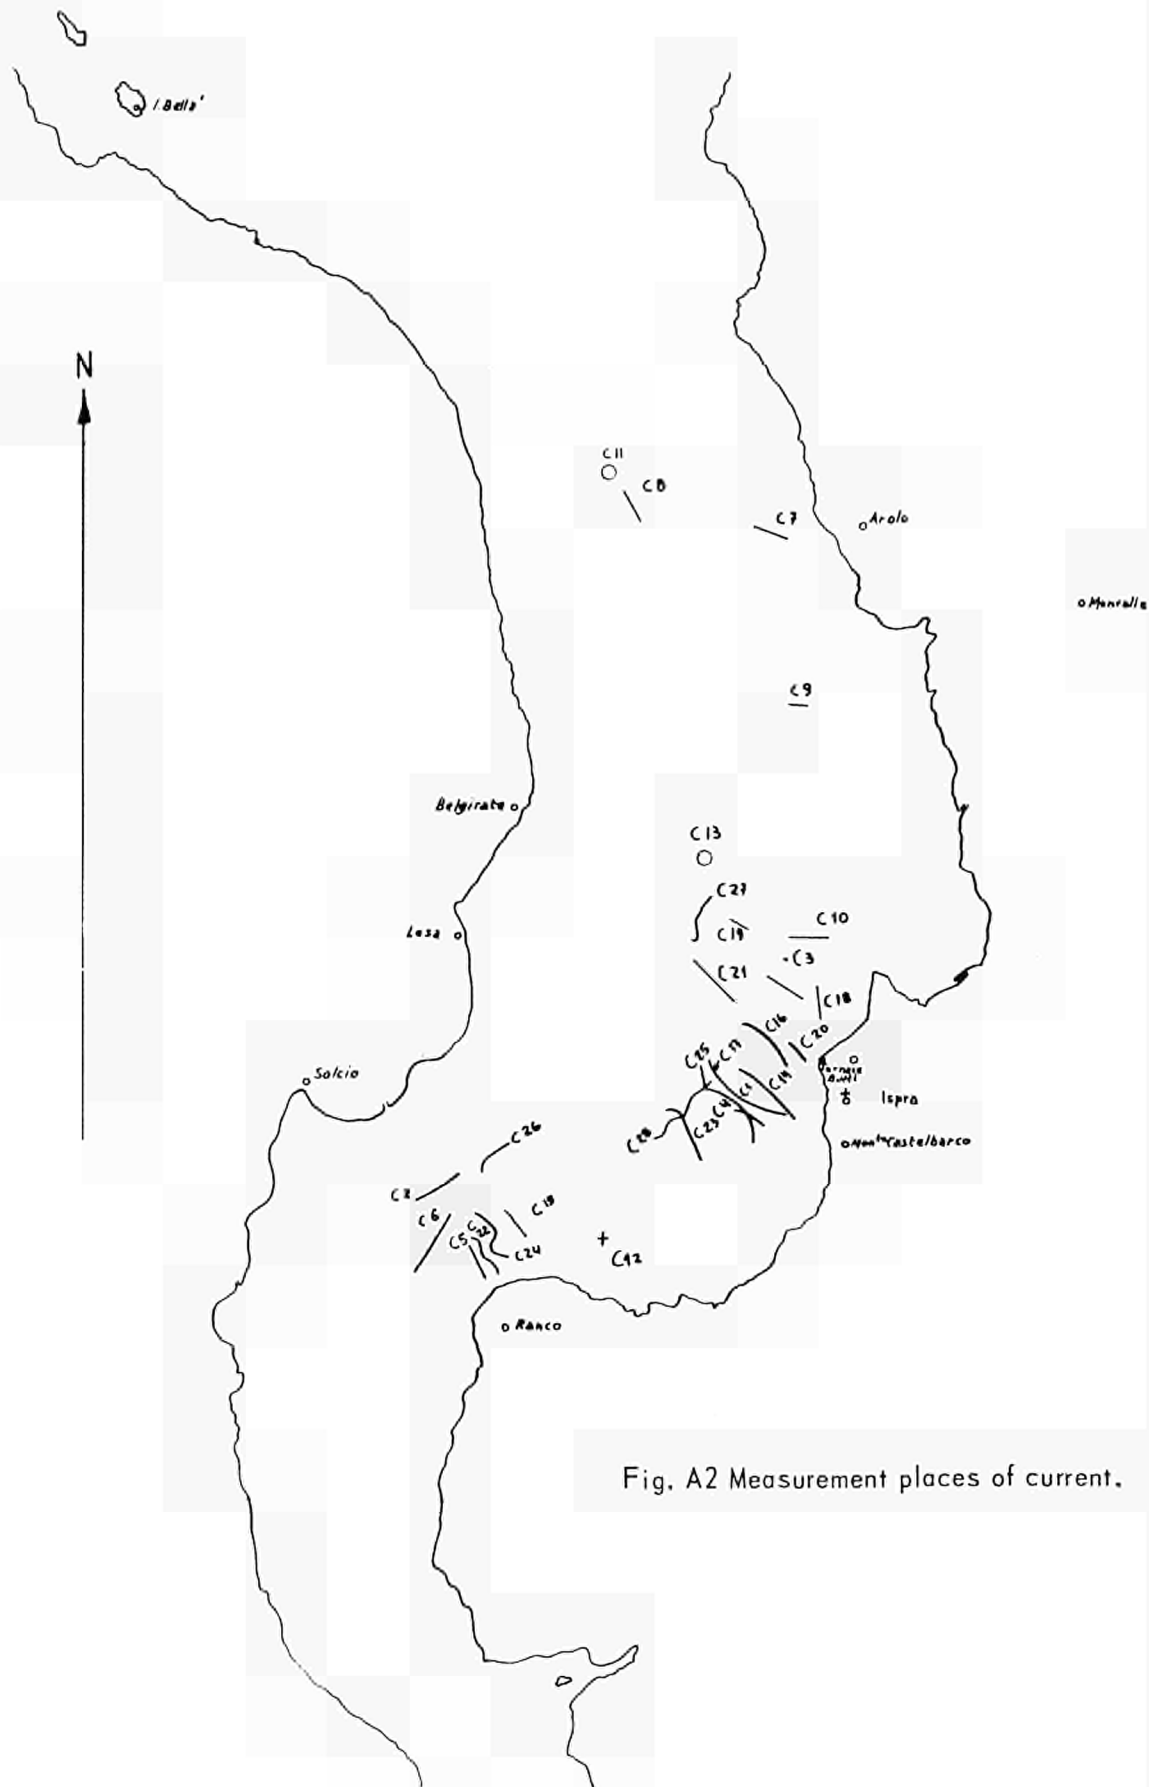 I. Bella'
N
C11
C8
C7
Arolo
C9
Belgirate
C13
C27
C10
C19
Lesa
C3
C21
C18
C16
C20
C25
C17
C14
C1
C4
Ispra
C23
C28
Solcio
C26
C2
C6
C15
C5
C22
C24
C12
Ranco
Fig. A2 Measurement places of current.